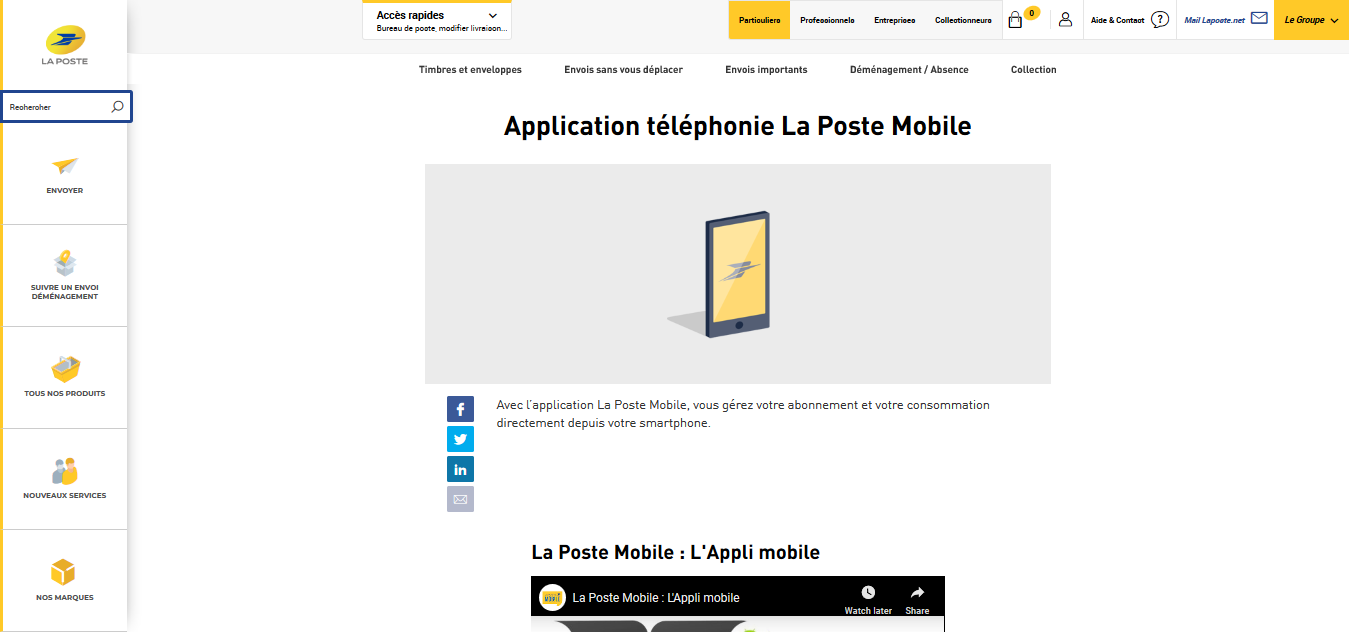 LA POSTE
Rechercher
ENVOYER
SUIVRE UN ENVOI
DÉMÉNAGEMENT
TOUS NOS PRODUITS
NOUVEAUX SERVICES
NOS MARQUES
Accès rapides
Bureau de poste, modifier livraison...
Particuliers
Professionnels
Entreprises
Collectionneurs
0
Aide & Contact
?
Mail Laposte.net
Le Groupe
Timbres et enveloppes
Envois sans vous déplacer
Envois importants
Déménagement / Absence
Collection
Application téléphonie La Poste Mobile
Avec l'application La Poste Mobile, vous gérez votre abonnement et votre consommation
directement depuis votre smartphone.
La Poste Mobile : L'Appli mobile
La Poste Mobile : L'Appli mobile
Watch later
Share